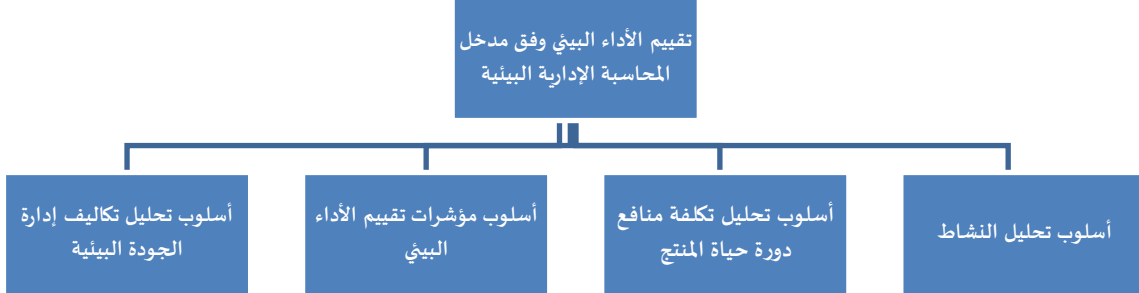 تقييم الأداء البيئي وفق مدخل
المحاسبة الإدارية البيئية
أسلوب تحليل النشاط
أسلوب تحليل تكلفة منافع
دورة حياة المنتج
أسلوب مؤشرات تقييم الأداء
البيئي
أسلوب تحليل تكاليف إدارة
الجودة البيئية